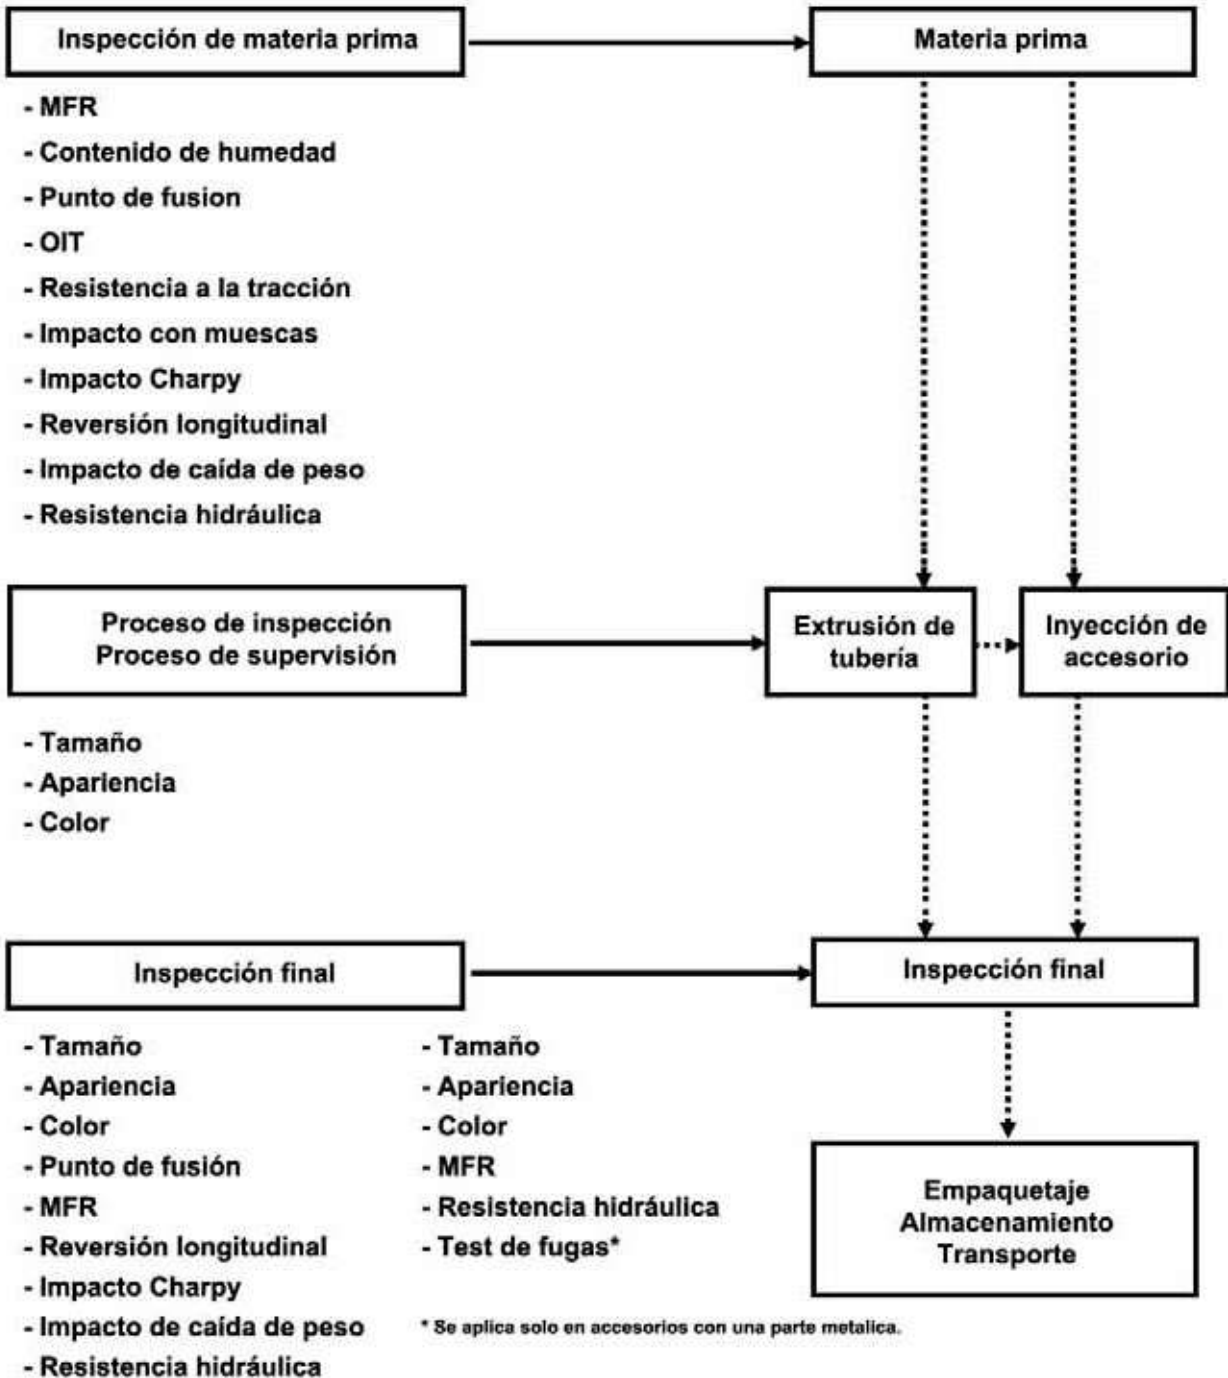 Inspección de materia prima
Materia prima
- MFR
- Contenido de humedad
- Punto de fusion
- OIT
- Resistencia a la tracción
- Impacto con muescas
- Impacto Charpy
- Reversión longitudinal
- Impacto de caída de peso
- Resistencia hidráulica
Proceso de inspección
Proceso de supervisión
Extrusión de
tubería
Inyección de
accesorio
- Tamaño
- Apariencia
- Color
Inspección final
Inspección final
- Tamaño
- Apariencia
- Color
- Punto de fusión
- MFR
- Reversión longitudinal
- Impacto Charpy
- Impacto de caída de peso
- Resistencia hidráulica
- Tamaño
- Apariencia
- Color
- MFR
- Resistencia hidráulica
- Test de fugas*
* Se aplica solo en accesorios con una parte metalica.
Empaquetaje
Almacenamiento
Transporte